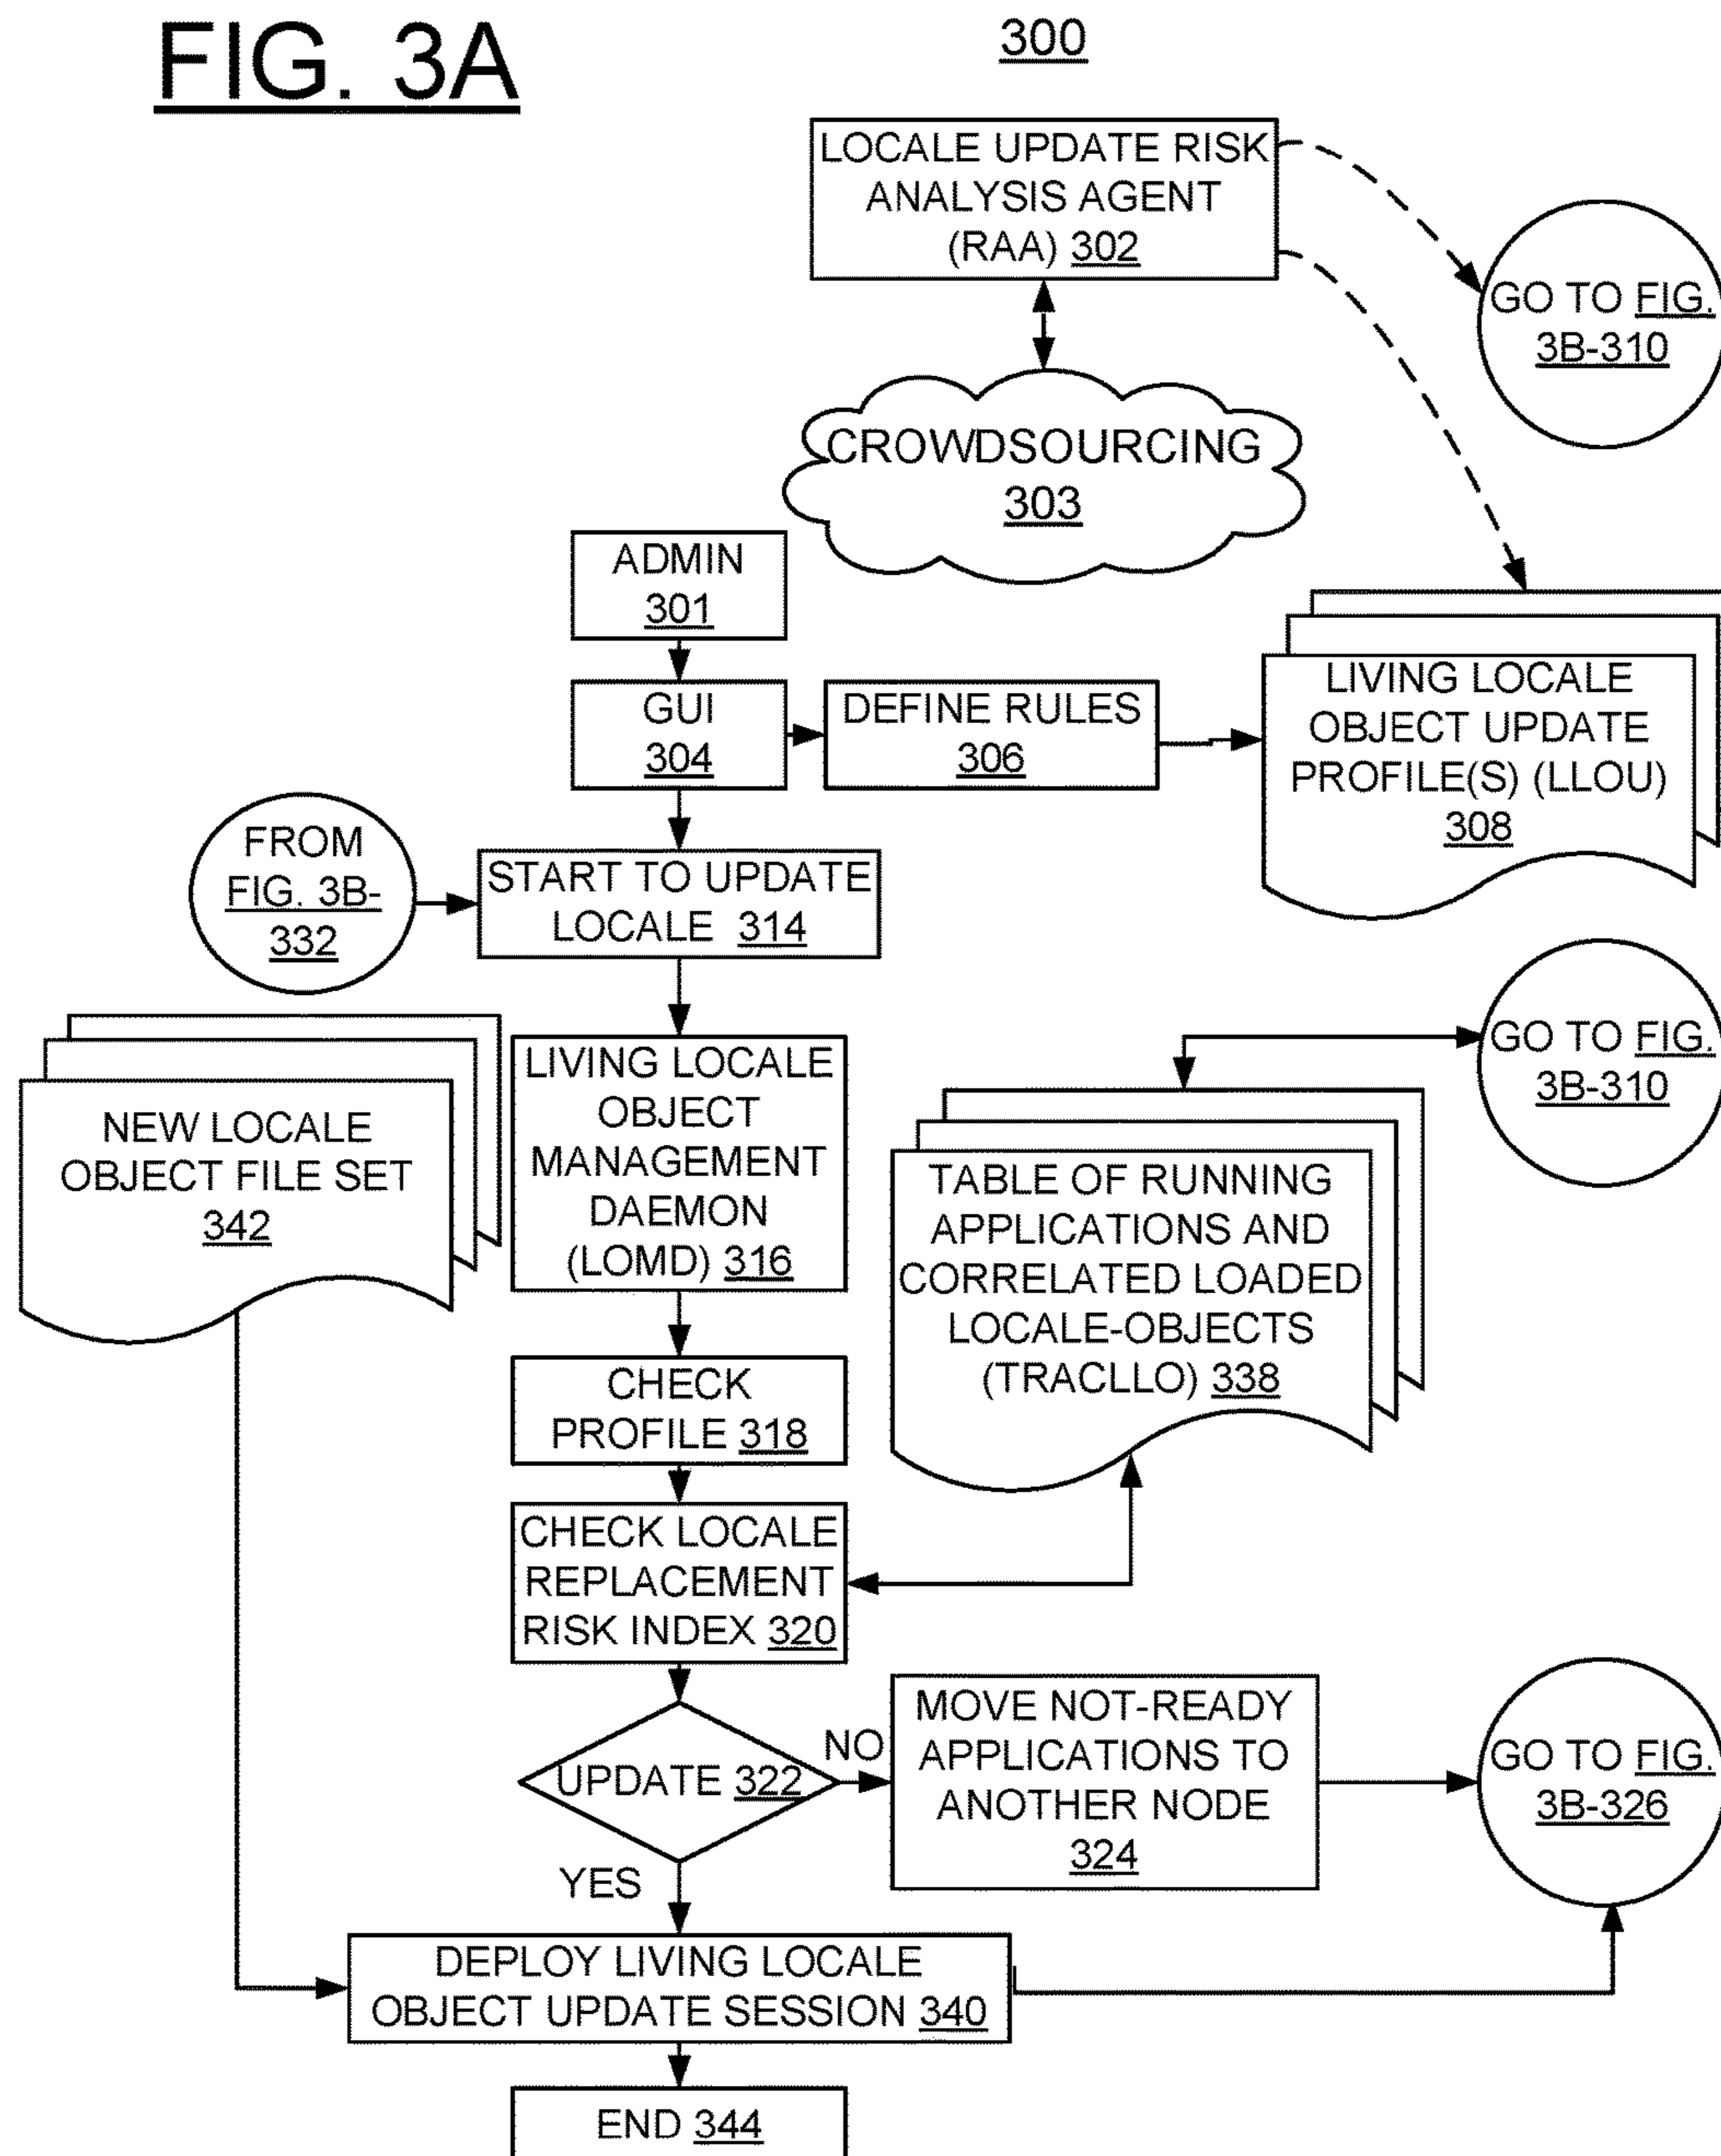 FIG. 3A
300
LOCALE UPDATE RISK
ANALYSIS AGENT
(RAA) 302
GO TO FIG.
3B-310
CROWDSOURCING
303
ADMIN
301
GUI
304
DEFINE RULES
306
LIVING LOCALE
OBJECT UPDATE
PROFILE(S) (LLOU)
308
FROM
FIG. 3B-
332
START TO UPDATE
LOCALE 314
NEW LOCALE
OBJECT FILE SET
342
LIVING LOCALE
OBJECT
MANAGEMENT
DAEMON
(LOMD) 316
GO TO FIG.
3B-310
TABLE OF RUNNING
APPLICATIONS AND
CORRELATED LOADED
LOCALE-OBJECTS
(TRACLLO) 338
CHECK
PROFILE 318
CHECK LOCALE
REPLACEMENT
RISK INDEX 320
UPDATE 322
NO
MOVE NOT-READY
APPLICATIONS TO
ANOTHER NODE
324
GO TO FIG.
3B-326
YES
DEPLOY LIVING LOCALE
OBJECT UPDATE SESSION 340
END 344